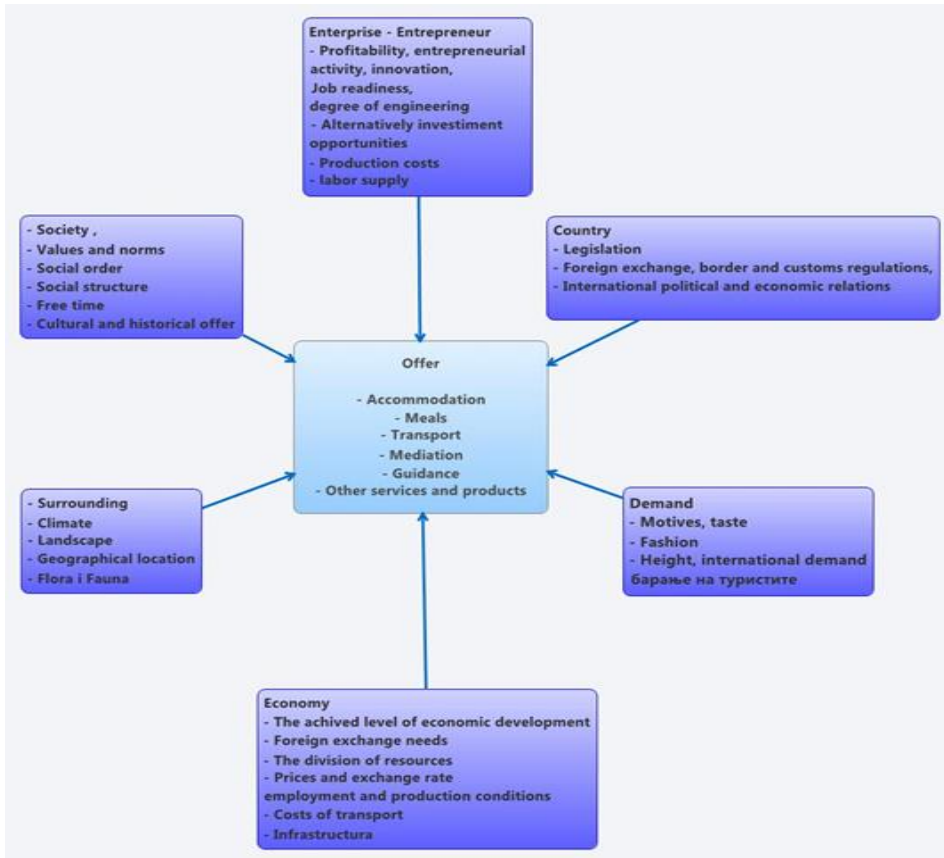 Enterprise - Entrepreneur
- Profitability, entrepreneurial
activity, innovation,
Job readiness,
degree of engineering
- Alternatively investiment
opportunities
- Production costs
- labor supply
- Society ,
- Values and norms
- Social order
- Social structure
- Free time
- Cultural and historical offer
Country
- Legislation
- Foreign exchange, border and customs regulations,
- International political and economic relations
Offer
- Accommodation
- Meals
- Transport
- Mediation
- Guidance
- Other services and products
- Surrounding
- Climate
- Landscape
- Geographical location
- Flora i Fauna
Demand
- Motives, taste
- Fashion
- Height, international demand
барање на туристите
Economy
- The achived level of economic development
- Foreign exchange needs
- The division of resources
- Prices and exchange rate
employment and production conditions
- Costs of transport
- Infrastructura